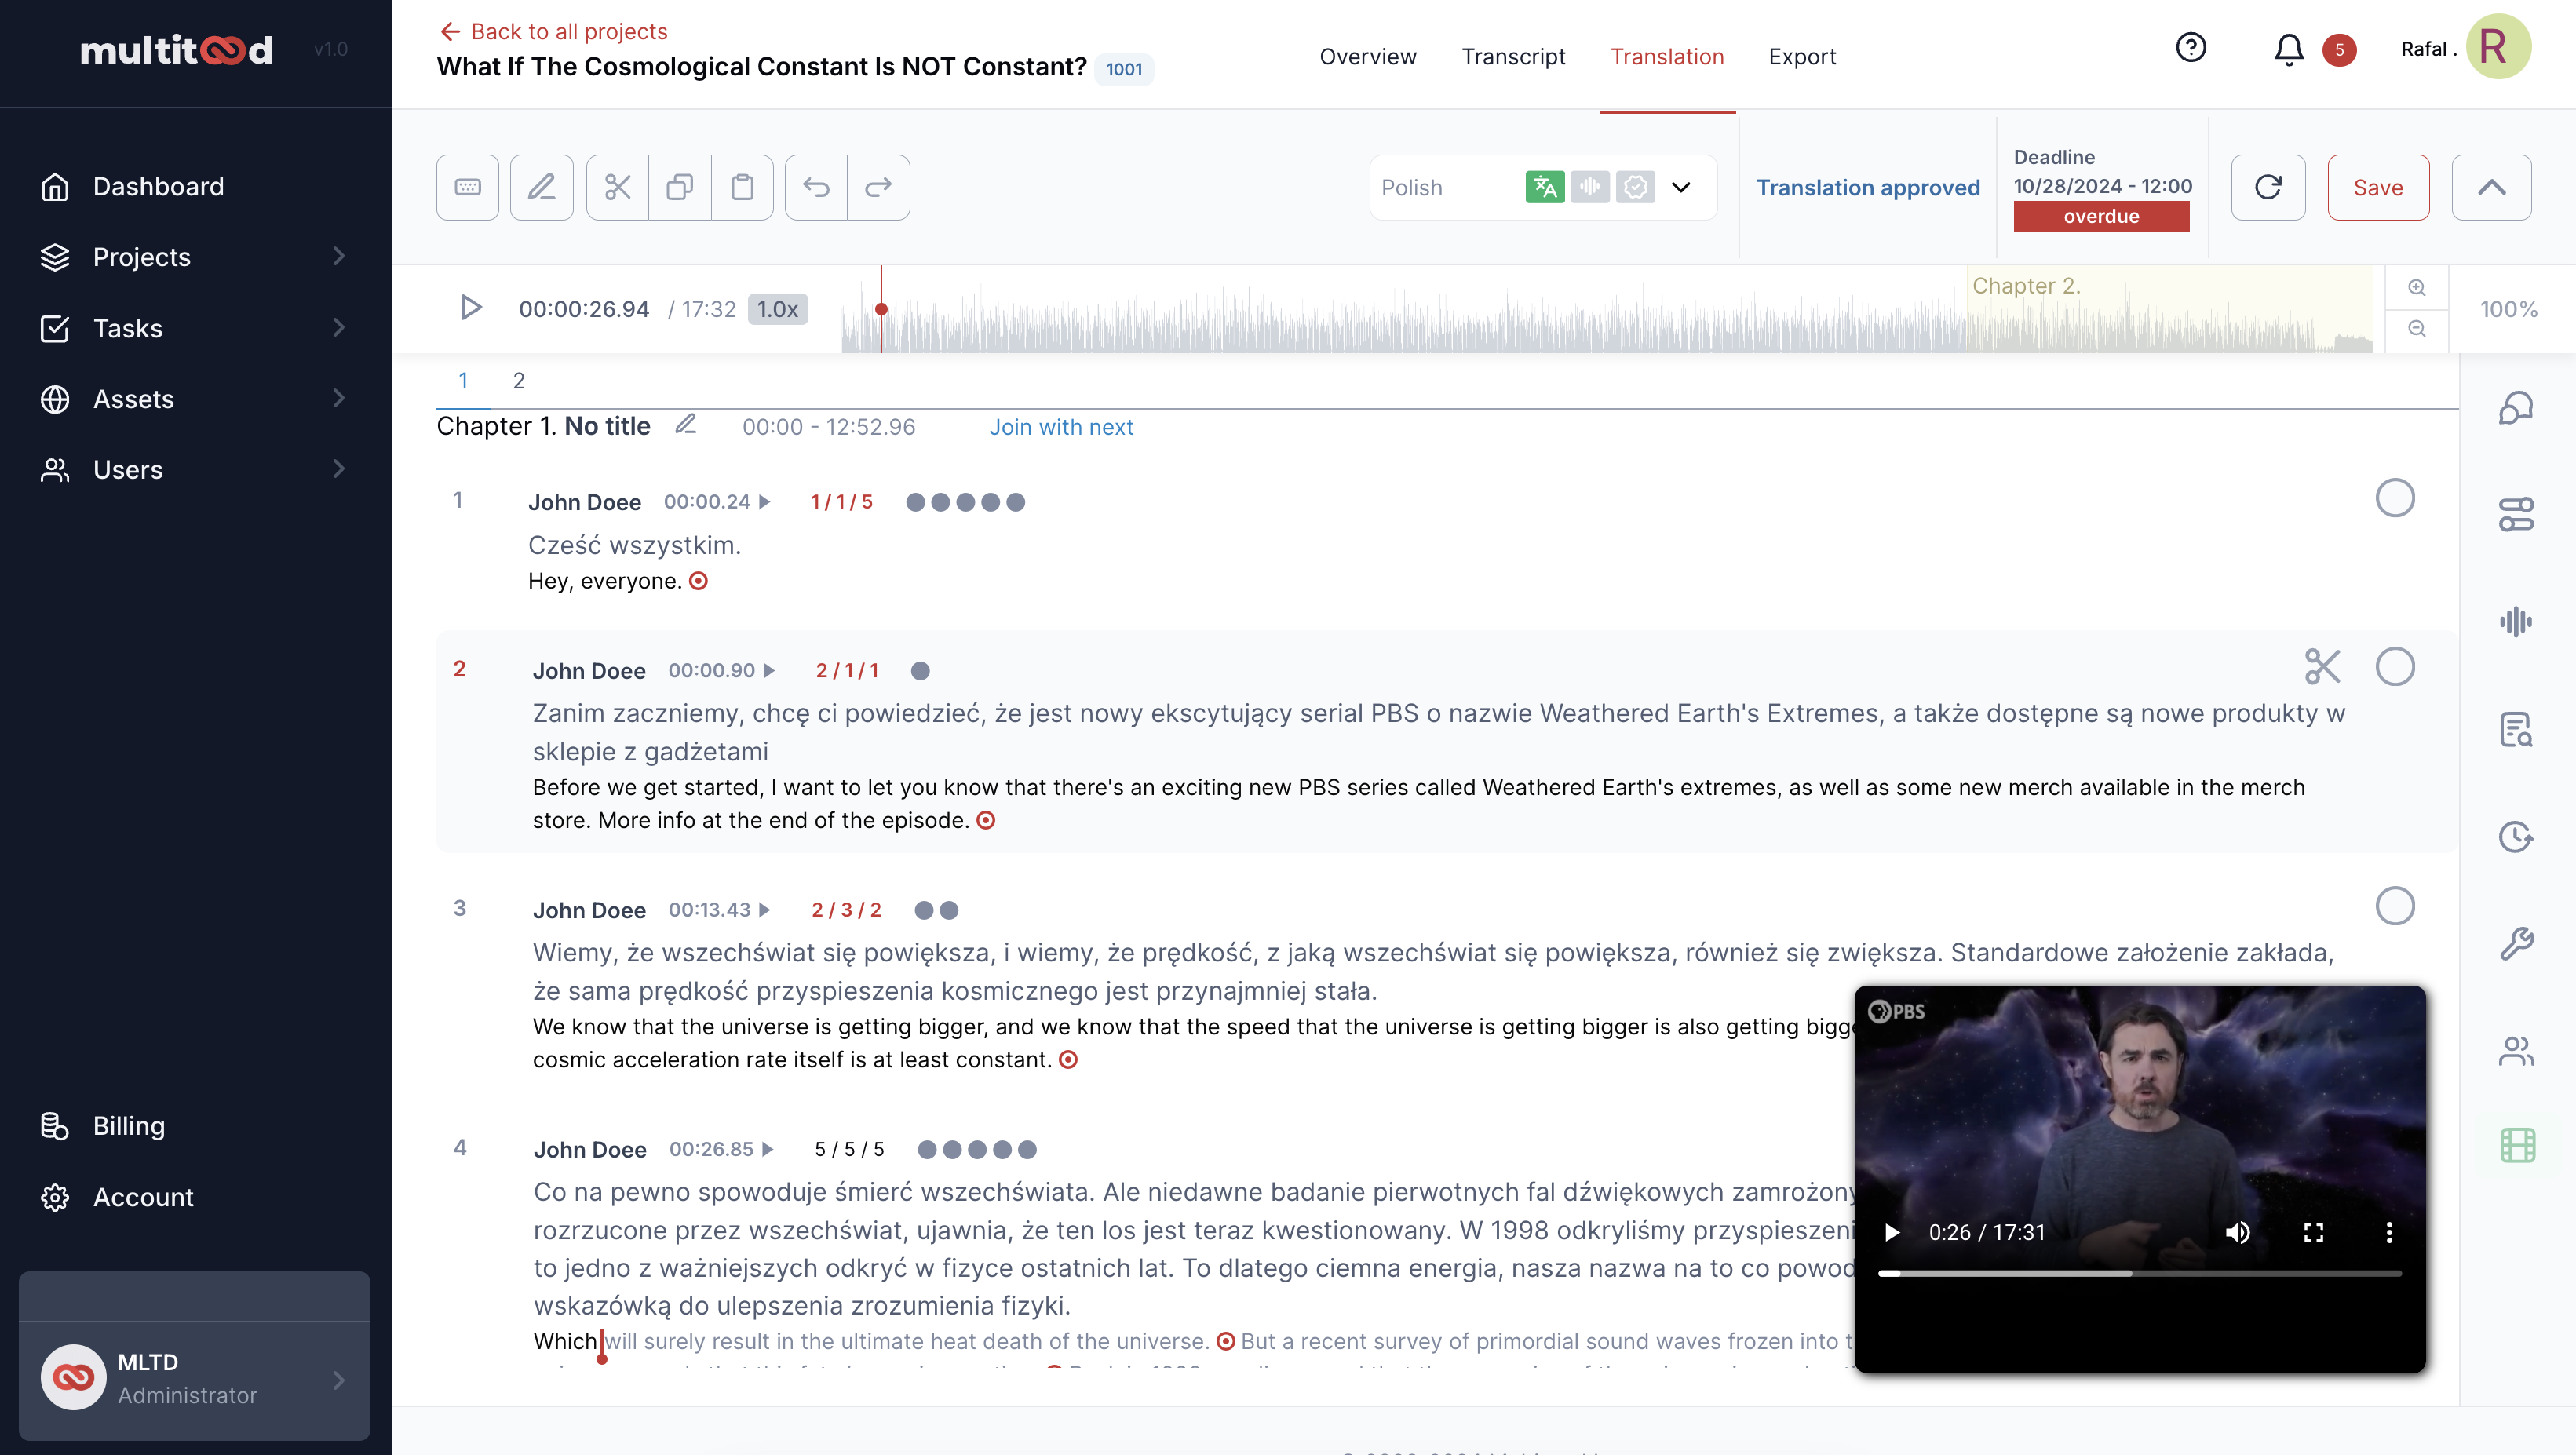 multitood v1.0
Dashboard
Projects
Tasks
Assets
Users
Billing
Account
MLTD
Administrator
Back to all projects
What If The Cosmological Constant Is NOT Constant? 1001
Overview Transcript Translation Export
5 Rafal . R
Polish
Translation approved
Deadline
10/28/2024 - 12:00
overdue
Save
00:00:26.94 / 17:32 1.0x
Chapter 2.
100%
1 2
Chapter 1. No title 00:00 - 12:52.96 Join with next
1 John Doee 00:00.24 1 / 1 / 5
Cześć wszystkim.
Hey, everyone.
2 John Doee 00:00.90 2 / 1 / 1
Zanim zaczniemy, chcę ci powiedzieć, że jest nowy ekscytujący serial PBS o nazwie Weathered Earth's Extremes, a także dostępne są nowe produkty w
sklepie z gadżetami
Before we get started, I want to let you know that there's an exciting new PBS series called Weathered Earth's extremes, as well as some new merch available in the merch
store. More info at the end of the episode.
3 John Doee 00:13.43 2 / 3 / 2
Wiemy, że wszechświat się powiększa, i wiemy, że prędkość, z jaką wszechświat się powiększa, również się zwiększa. Standardowe założenie zakłada,
że sama prędkość przyspieszenia kosmicznego jest przynajmniej stała.
We know that the universe is getting bigger, and we know that the speed that the universe is getting bigger is also getting bigge
cosmic acceleration rate itself is at least constant.
4 John Doee 00:26.85 5 / 5 / 5
Co na pewno spowoduje śmierć wszechświata. Ale niedawne badanie pierwotnych fal dźwiękowych zamrożony
rozrzucone przez wszechświat, ujawnia, że ten los jest teraz kwestionowany. W 1998 odkryliśmy przyspieszeni
to jedno z ważniejszych odkryć w fizyce ostatnich lat. To dlatego ciemna energia, nasza nazwa na to co powod
wskazówką do ulepszenia zrozumienia fizyki.
Which will surely result in the ultimate heat death of the universe. But a recent survey of primordial sound waves frozen into t
PBS
0:26 / 17:31